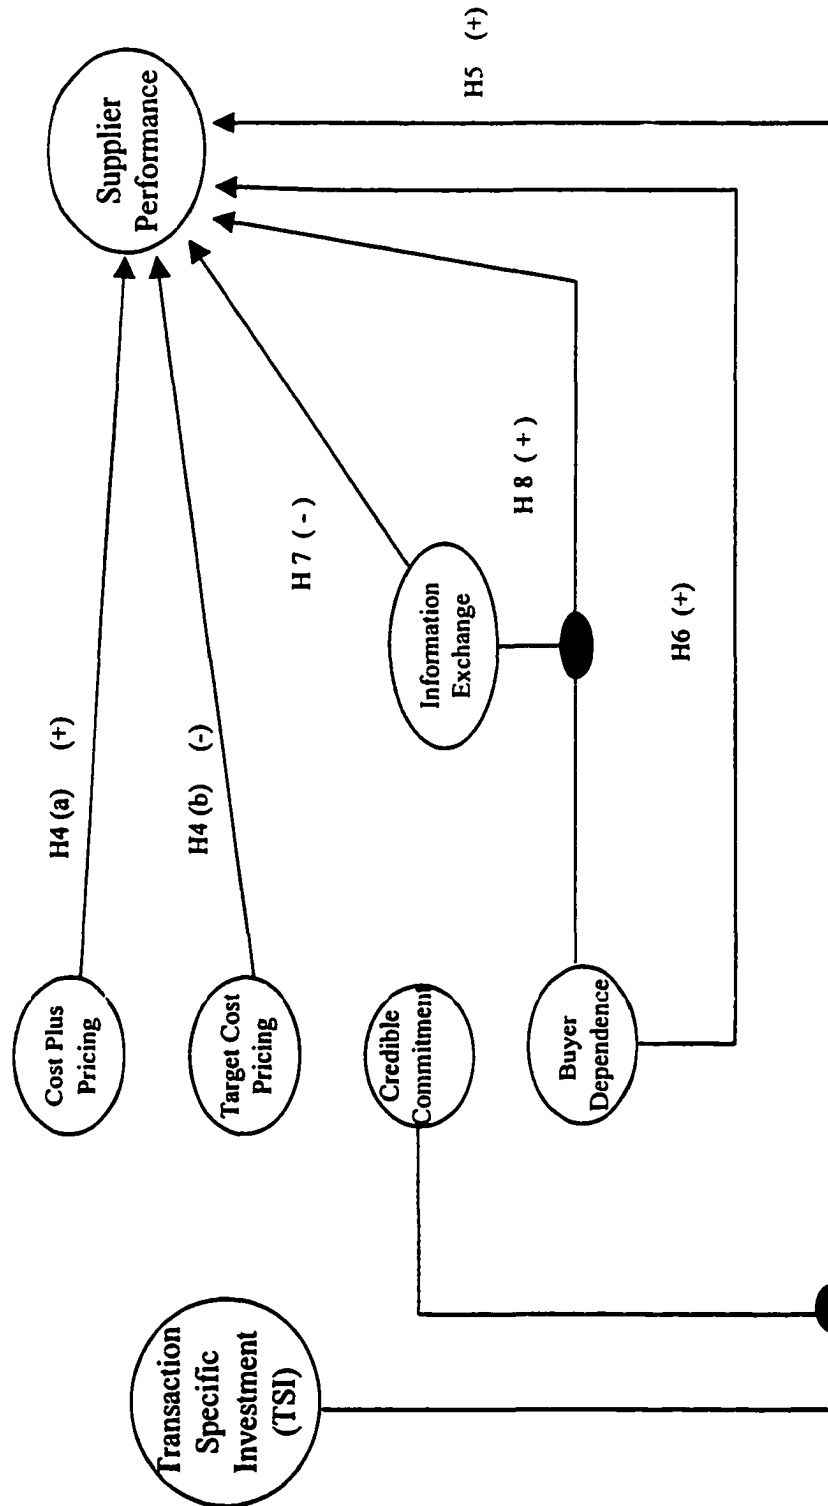 Transaction
Specific
Investment
(TSI)
Cost Plus
Pricing
Target Cost
Pricing
Credible
Commitment
Buyer
Dependence
H4 (a) (+)
H4 (b) (-)
H 7 ( - )
Information
Exchange
H 8 ( + )
H6 (+)
Supplier
Performance
H5 (+)